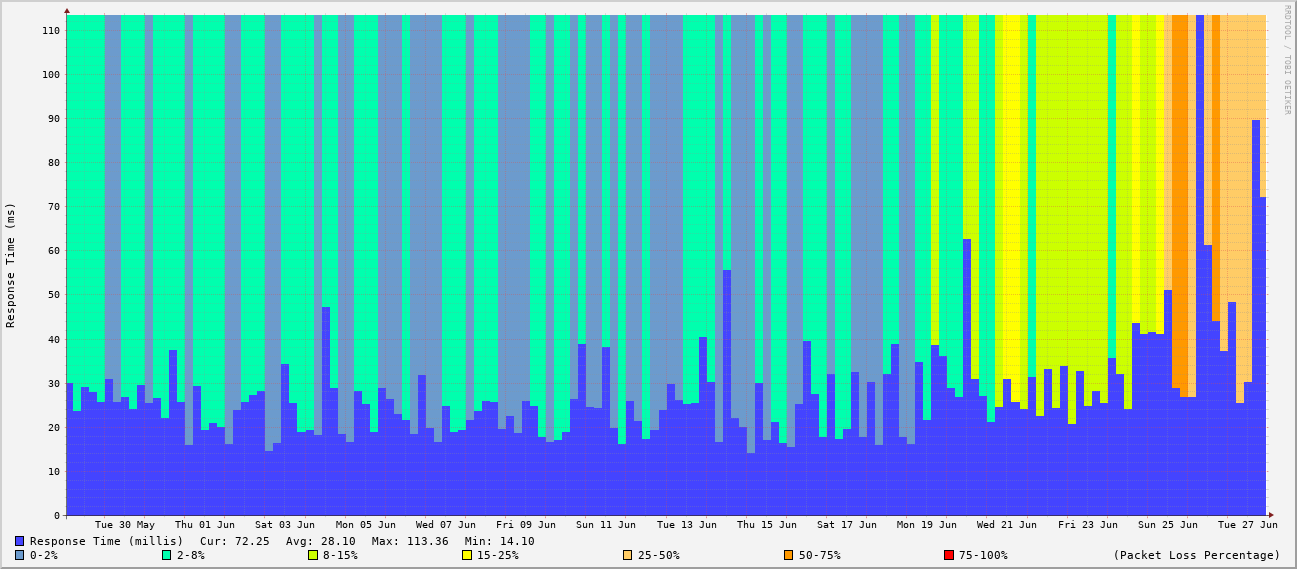 RRDTOOL / TOBI OETIKER
Response Time (ms)
110
100
90
80
70
60
50
40
30
20
10
0
Tue 30 May Thu 01 Jun Sat 03 Jun Mon 05 Jun Wed 07 Jun Fri 09 Jun Sun 11 Jun Tue 13 Jun Thu 15 Jun Sat 17 Jun Mon 19 Jun Wed 21 Jun Fri 23 Jun Sun 25 Jun Tue 27 Jun
Response Time (millis) Cur: 72.25 Avg: 28.10 Max: 113.36 Min: 14.10
0-2% 2-8% 8-15% 15-25% 25-50% 50-75% 75-100% (Packet Loss Percentage)